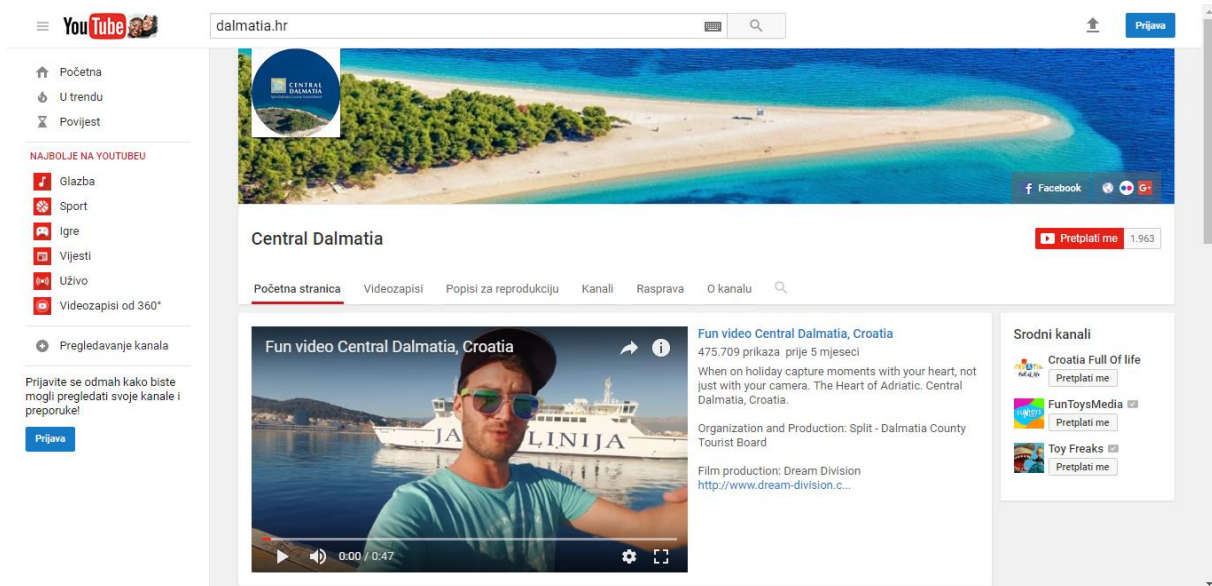 YouTube
dalmatia.hr
Prijava
Početna
U trendu
Povijest
NAJBOLJE NA YOUTUBEU
Glazba
Sport
Igre
Vijesti
Uživo
Videozapisi od 360°
Pregledavanje kanala
Prijavite se odmah kako biste
mogli pregledati svoje kanale i
preporuke!
Prijava
CENTRAL
DALMATIA
Facebook
G+
Central Dalmatia
Pretplati me 1.963
Početna stranica Videozapisi Popisi za reprodukciju Kanali Rasprava O kanalu
Fun video Central Dalmatia, Croatia
JA LINIJA
0:00 / 0:47
Fun video Central Dalmatia, Croatia
475.709 prikaza prije 5 mjeseci
When on holiday capture moments with your heart, not
just with your camera. The Heart of Adriatic. Central
Dalmatia, Croatia.
Organization and Production: Split - Dalmatia County
Tourist Board
Film production: Dream Division
http://www.dream-division.c...
Srodni kanali
Croatia Full Of life
Pretplati me
FunToysMedia
Pretplati me
Toy Freaks
Pretplati me